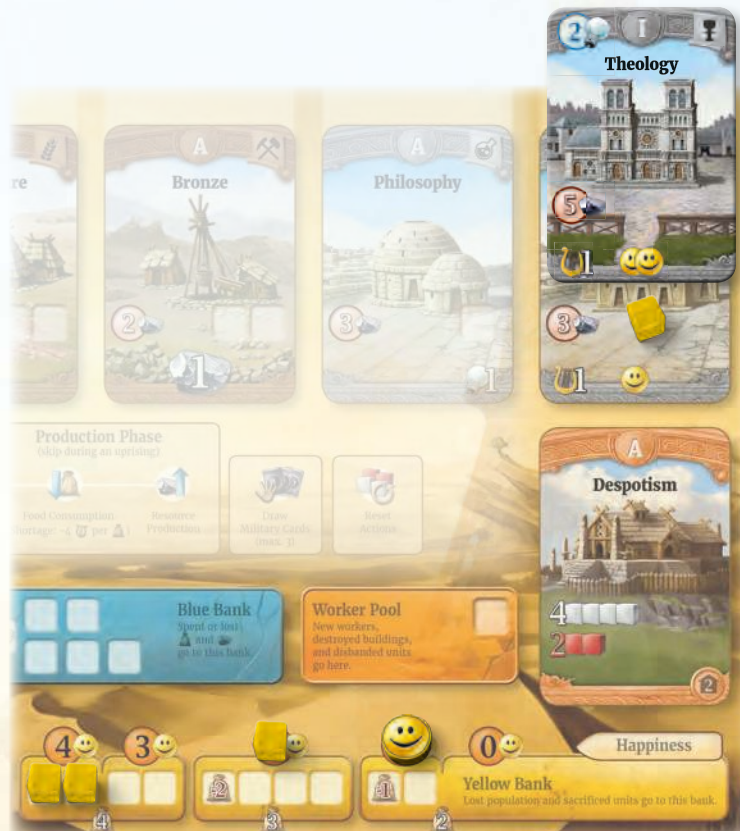 2 I
Theology
5
1
re
A
Bronze
2
1
A
Philosophy
3
1
3
1
Production Phase
(skip during an uprising)
Food Consumption
Resource
Production
Draw
Military Cards
(max. 3)
Reset
Actions
A
Despotism
4
2
2
Blue Bank
Spent or lost
and
go to this bank.
Worker Pool
New workers,
destroyed buildings,
and disbanded units
go here.
4 3 0
Happiness
-2 -1
Yellow Bank
Lost population and sacrificed units go to this bank.
4 3 2